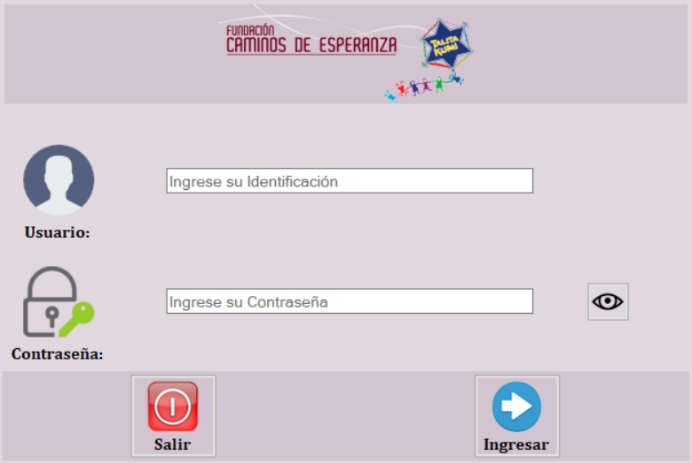 FUNDACIÓN
CAMINOS DE ESPERANZA
TALITA
KUMI
Ingrese su Identificación
Usuario:
Ingrese su Contraseña
Contraseña:
Salir
Ingresar